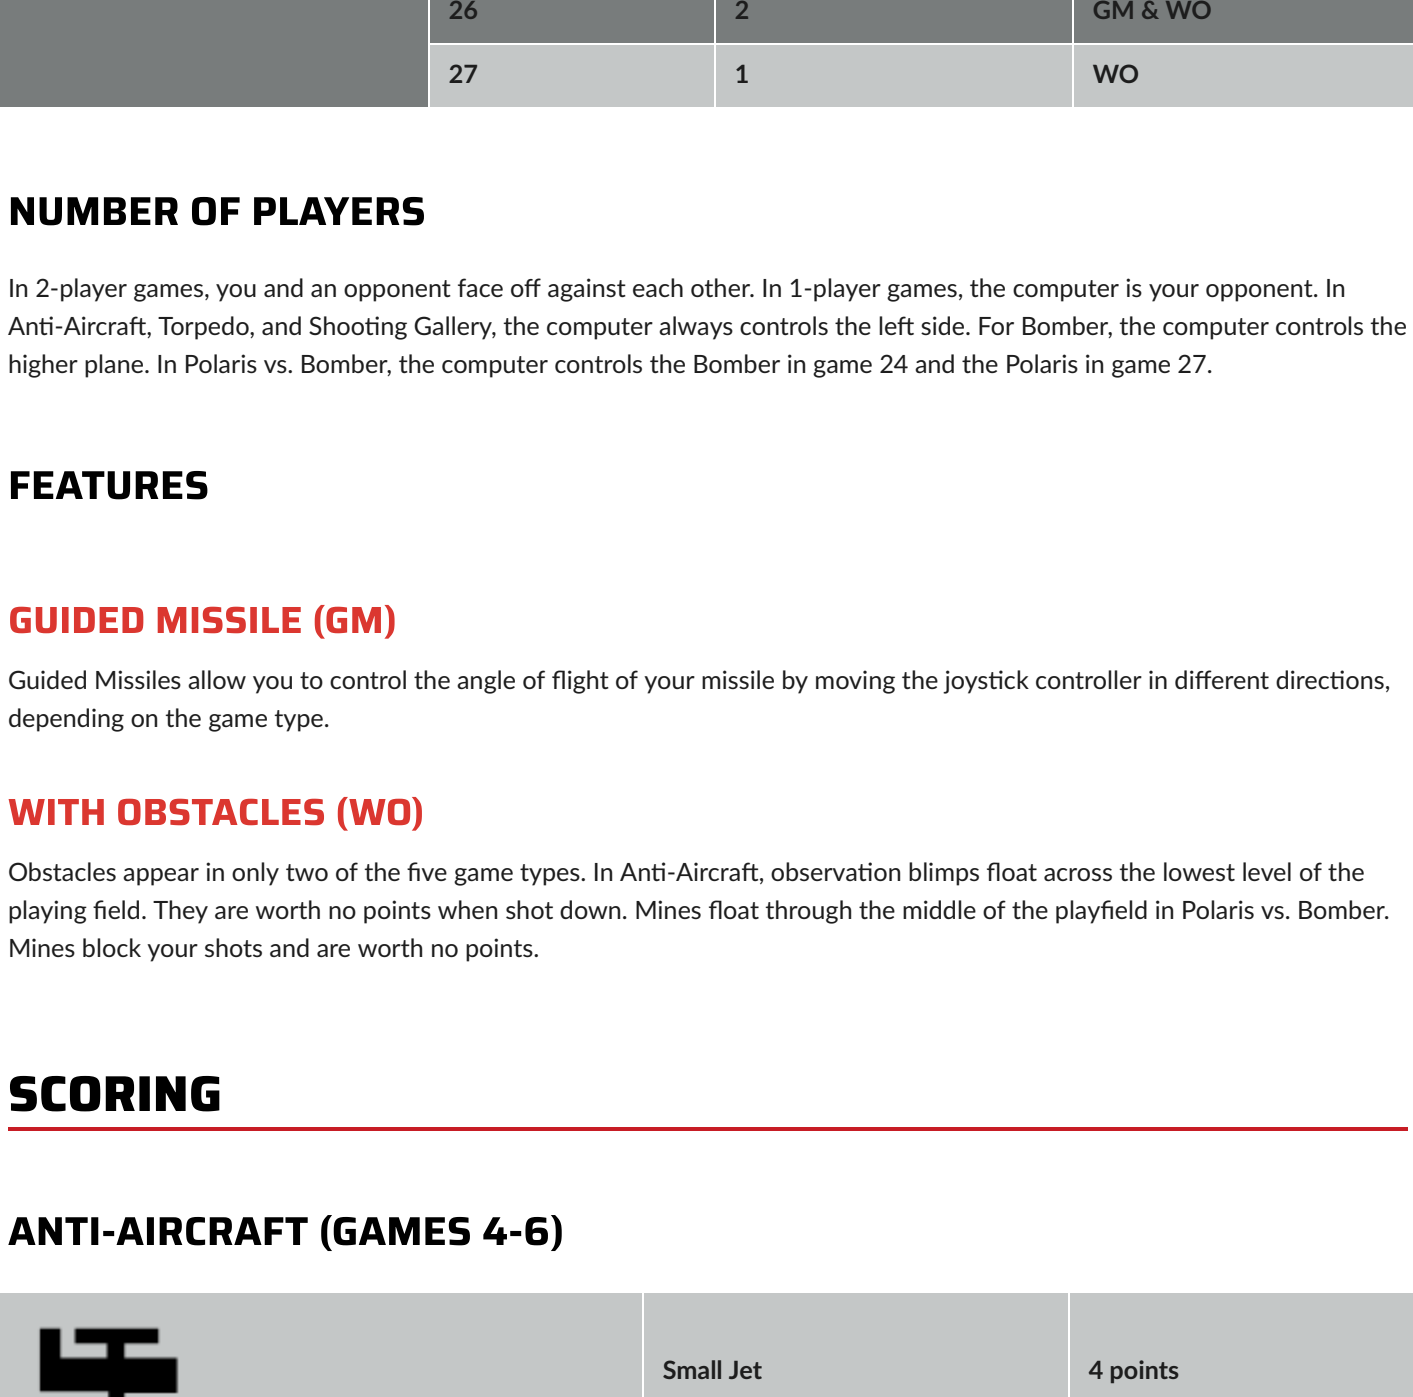 26 2 GM & WO
27 1 WO
NUMBER OF PLAYERS
In 2-player games, you and an opponent face off against each other. In 1-player games, the computer is your opponent. In
Anti-Aircraft, Torpedo, and Shooting Gallery, the computer always controls the left side. For Bomber, the computer controls the
higher plane. In Polaris vs. Bomber, the computer controls the Bomber in game 24 and the Polaris in game 27.
FEATURES
GUIDED MISSILE (GM)
Guided Missiles allow you to control the angle of flight of your missile by moving the joystick controller in different directions,
depending on the game type.
WITH OBSTACLES (WO)
Obstacles appear in only two of the five game types. In Anti-Aircraft, observation blimps float across the lowest level of the
playing field. They are worth no points when shot down. Mines float through the middle of the playfield in Polaris vs. Bomber.
Mines block your shots and are worth no points.
SCORING
ANTI-AIRCRAFT (GAMES 4-6)
Small Jet 4 points